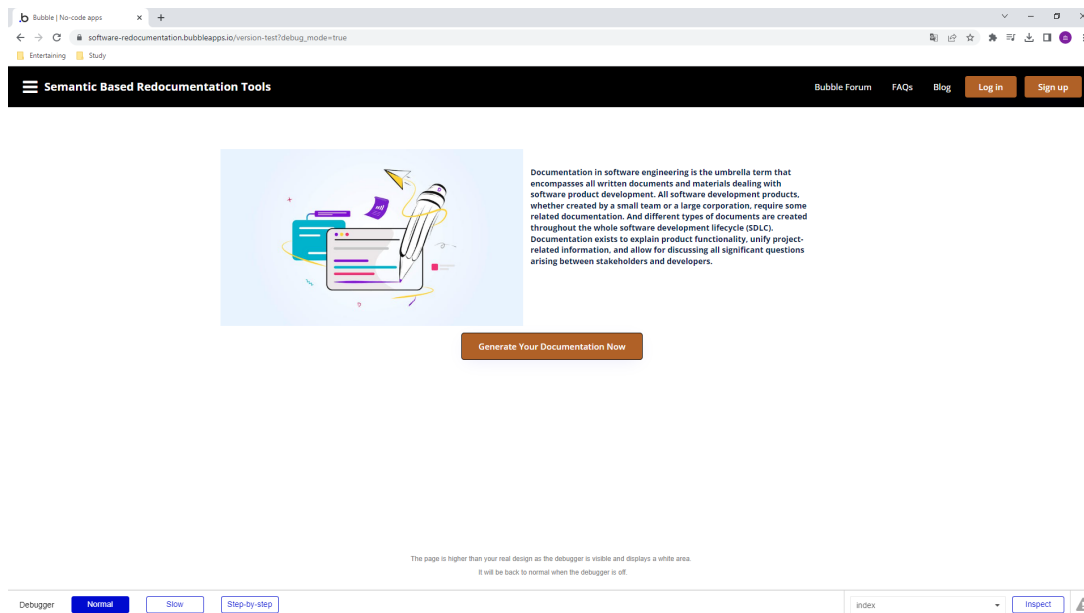 Bubble | No-code apps
software-redocumentation.bubbleapps.io/version-test?debug_mode=true
Entertaining Study
Semantic Based Redocumentation Tools
Bubble Forum FAQs Blog Log in Sign up
Documentation in software engineering is the umbrella term that
encompasses all written documents and materials dealing with
software product development. All software development products,
whether created by a small team or a large corporation, require some
related documentation. And different types of documents are created
throughout the whole software development lifecycle (SDLC).
Documentation exists to explain product functionality, unify project-
related information, and allow for discussing all significant questions
arising between stakeholders and developers.
Generate Your Documentation Now
The page is higher than your real design as the debugger is visible and displays a white area.
It will be back to normal when the debugger is off.
Debugger Normal Slow Step-by-step index Inspect